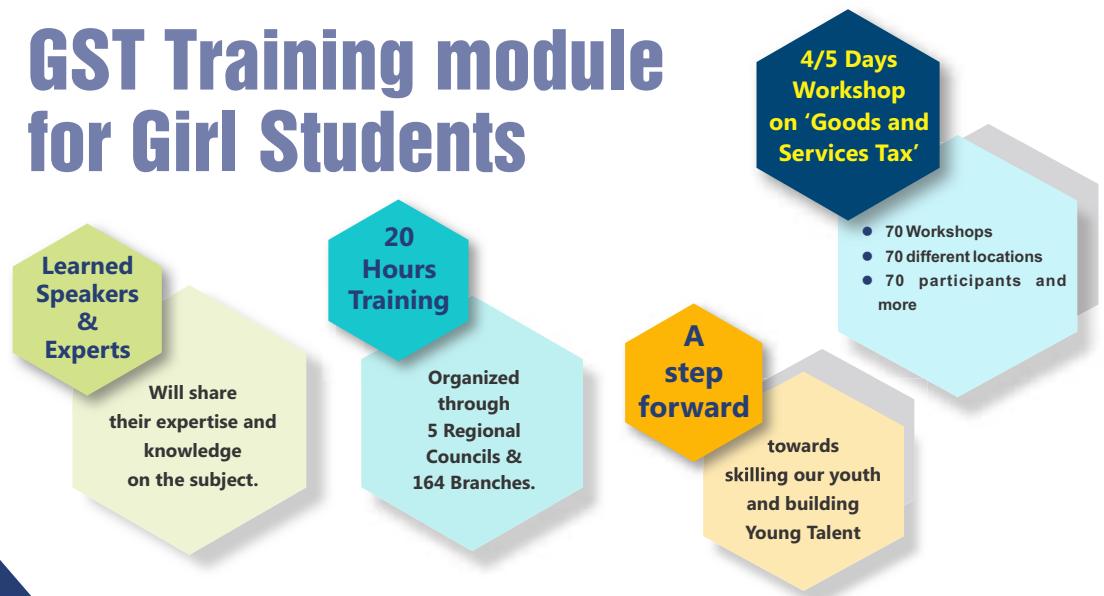 GST Training module
for Girl Students
4/5 Days
Workshop
on ‘Goods and
Services Tax’
● 70 Workshops
● 70 different locations
● 70 participants and
more
Learned
Speakers
&
Experts
Will share
their expertise and
knowledge
on the subject.
20
Hours
Training
Organized
through
5 Regional
Councils &
164 Branches.
A
step
forward
towards
skilling our youth
and building
Young Talent